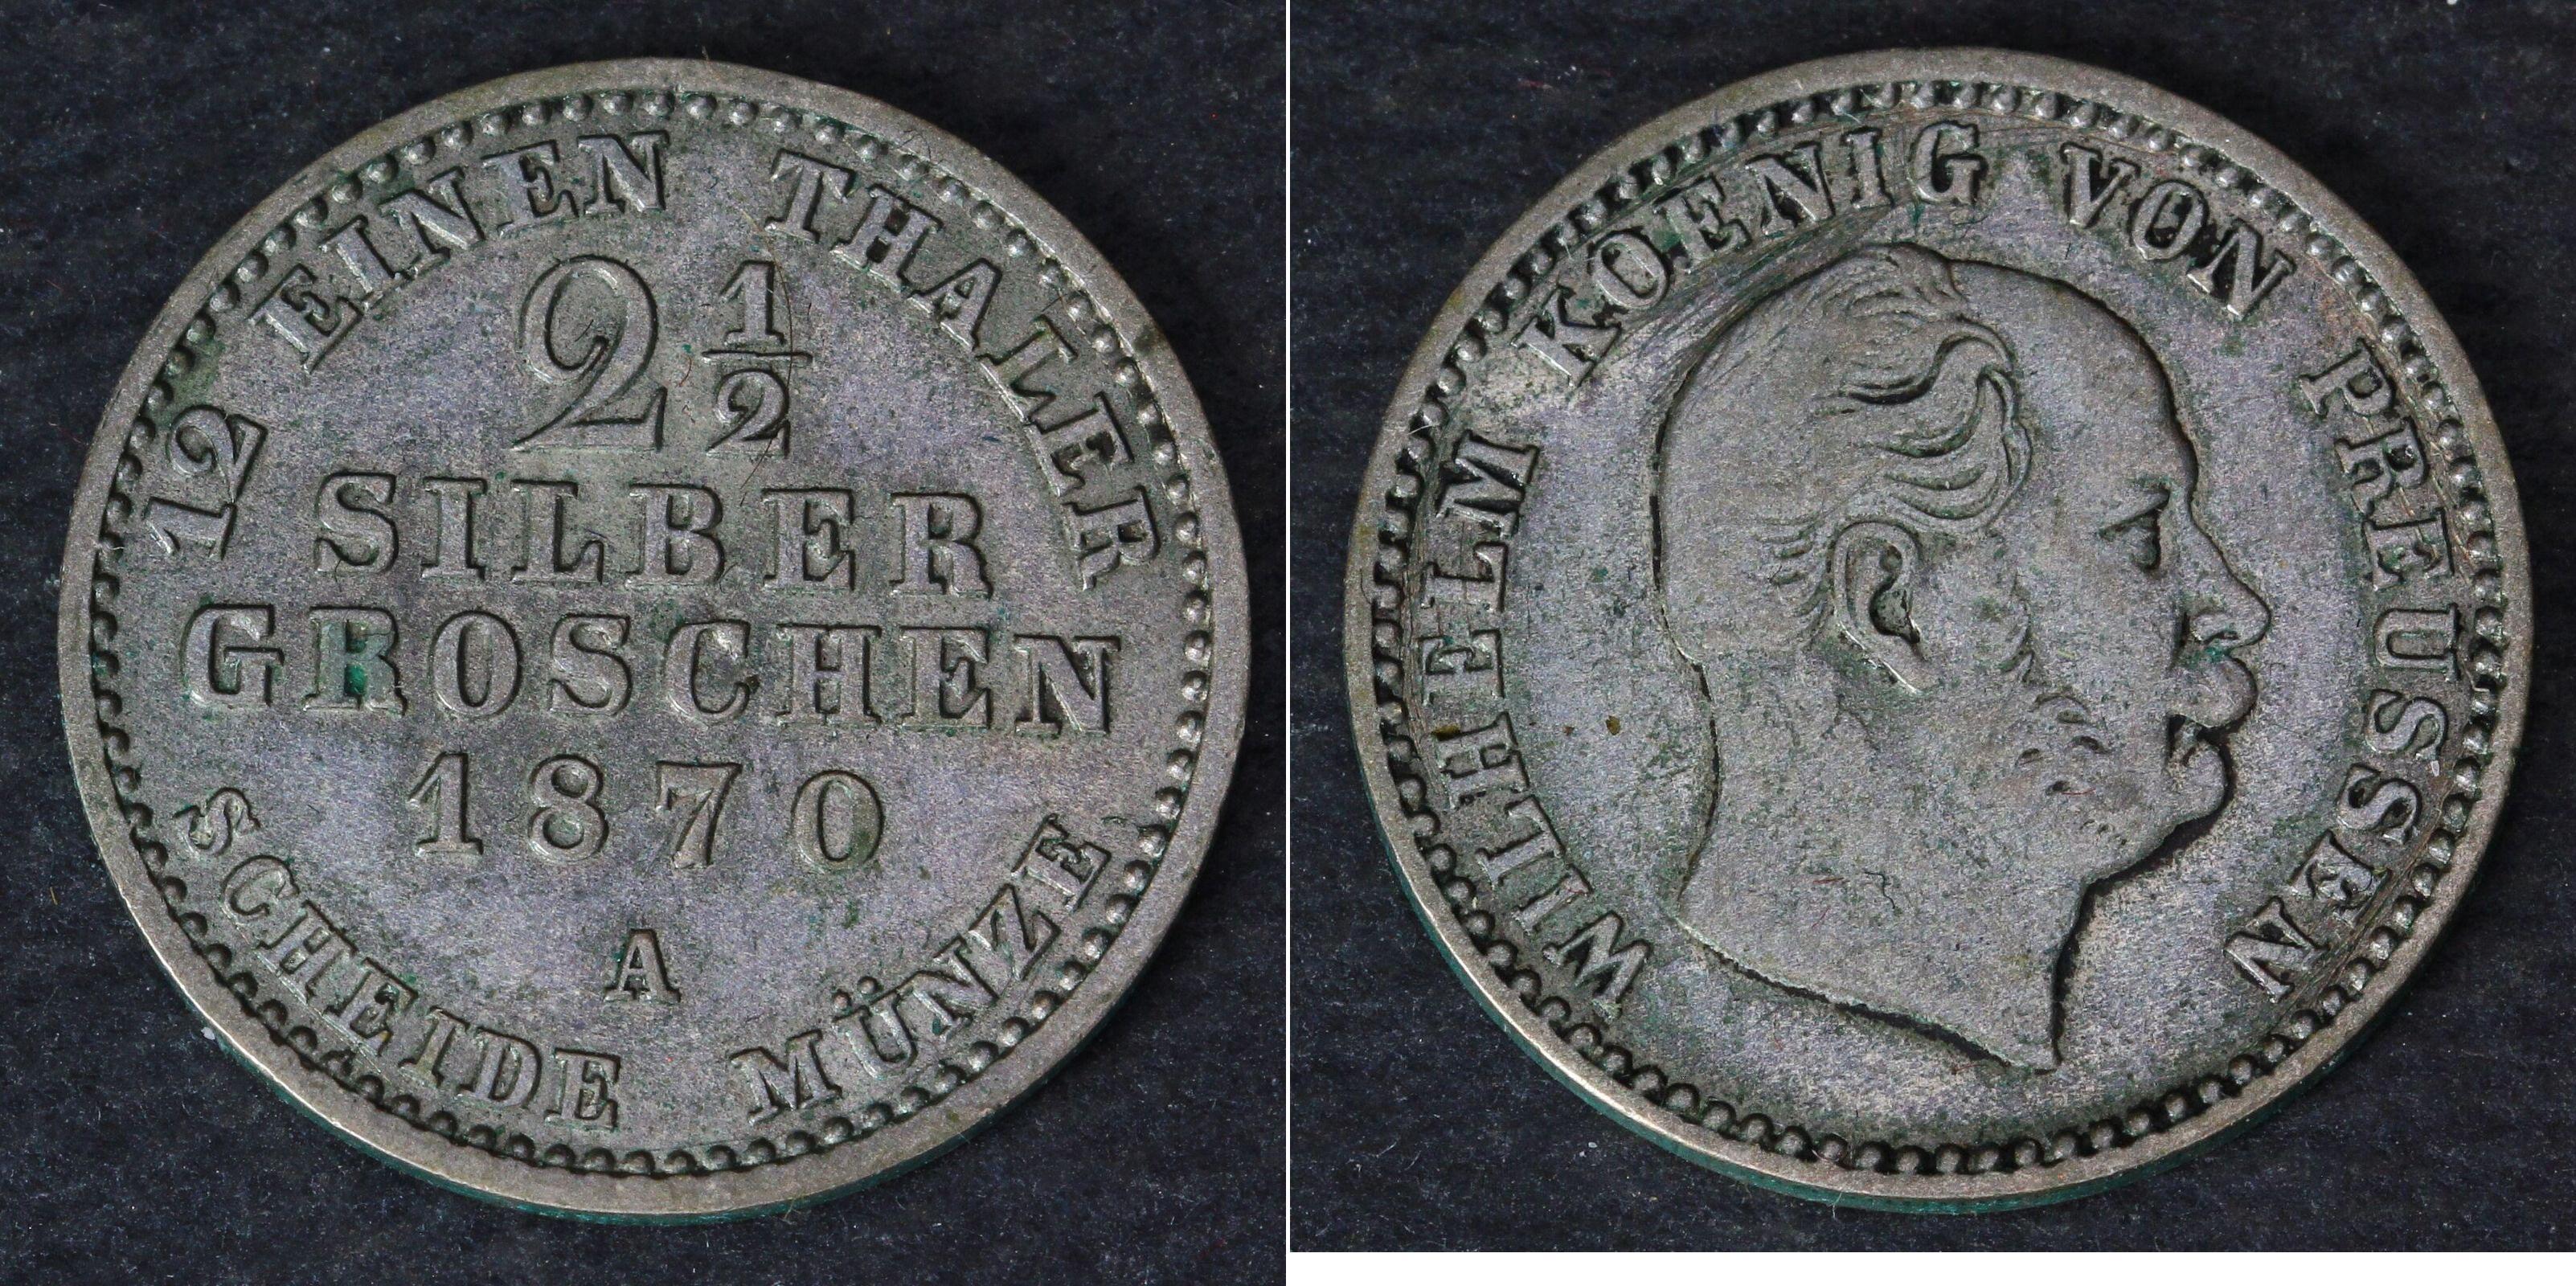 12 EINEN THALER
2 1/2
SILBER
GROSCHEN
1870
A
SCHEIDE MÜNZE
WILHELM KOENIG VON PREUSSEN